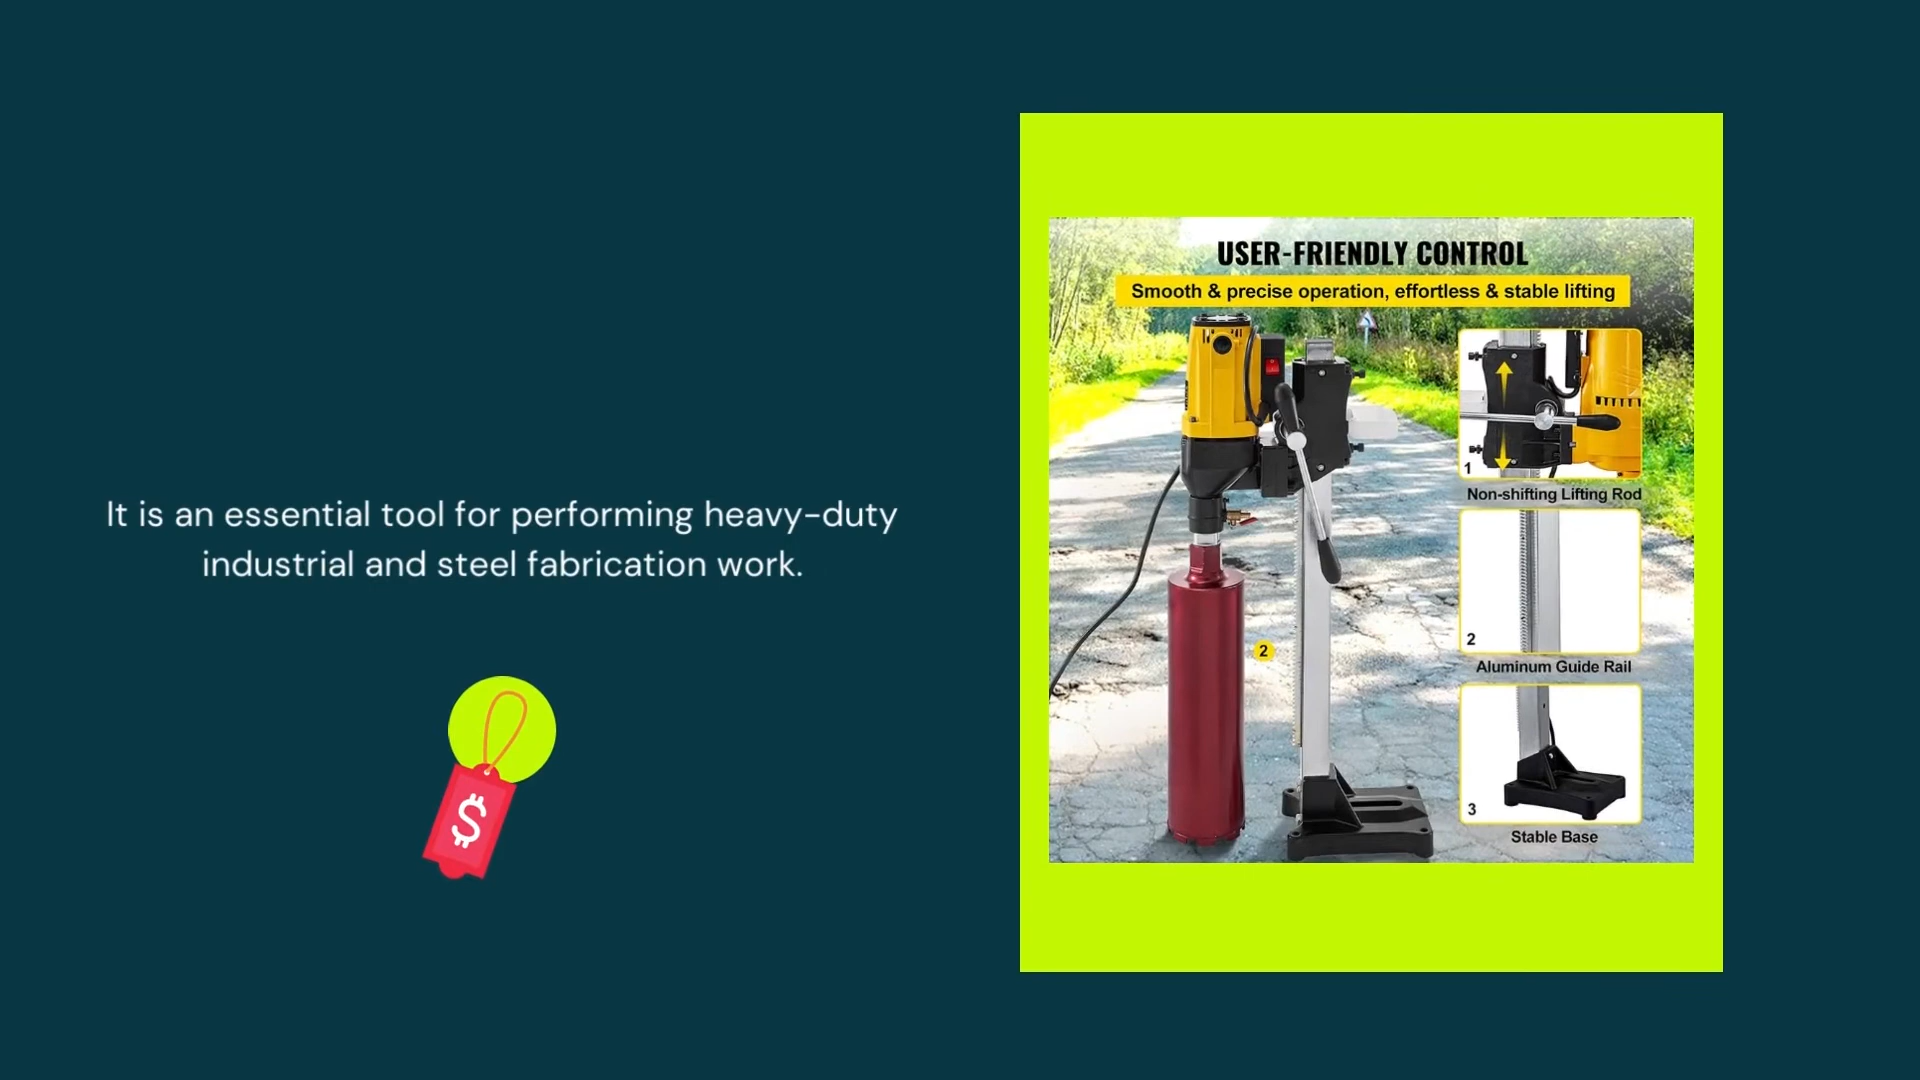 It is an essential tool for performing heavy-duty
industrial and steel fabrication work.
$
USER-FRIENDLY CONTROL
Smooth & precise operation, effortless & stable lifting
1
Non-shifting Lifting Rod
2
2
Aluminum Guide Rail
3
Stable Base